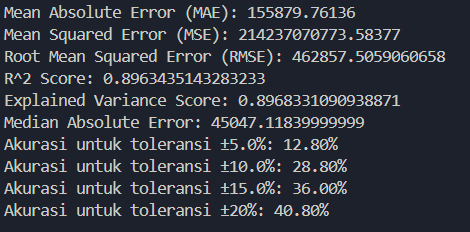 Mean Absolute Error (MAE): 155879.76136
Mean Squared Error (MSE): 214237070773.58377
Root Mean Squared Error (RMSE): 462857.5059060658
R^2 Score: 0.8963435143283233
Explained Variance Score: 0.8968331090938871
Median Absolute Error: 45047.11839999999
Akurasi untuk toleransi ±5.0%: 12.80%
Akurasi untuk toleransi ±10.0%: 28.80%
Akurasi untuk toleransi ±15.0%: 36.00%
Akurasi untuk toleransi ±20%: 40.80%